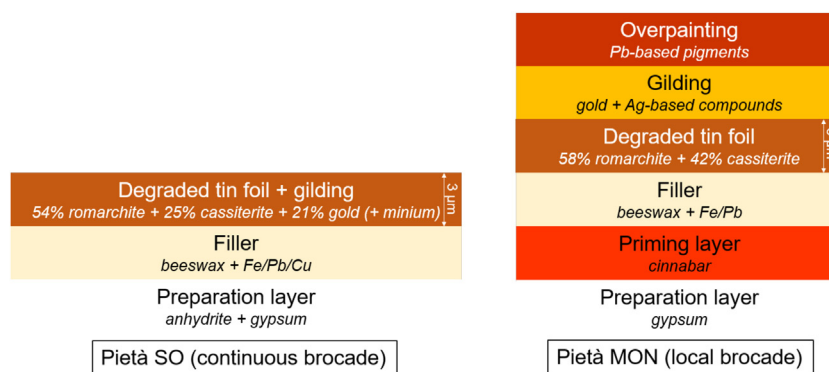 Degraded tin foil + gilding
54% romarchite + 25% cassiterite + 21% gold (+ minium)
3 μm
Filler
beeswax + Fe/Pb/Cu
Preparation layer
anhydrite + gypsum
Pietà SO (continuous brocade)
Overpainting
Pb-based pigments
Gilding
gold + Ag-based compounds
Degraded tin foil
58% romarchite + 42% cassiterite
Filler
beeswax + Fe/Pb
Priming layer
cinnabar
Preparation layer
gypsum
Pietà MON (local brocade)